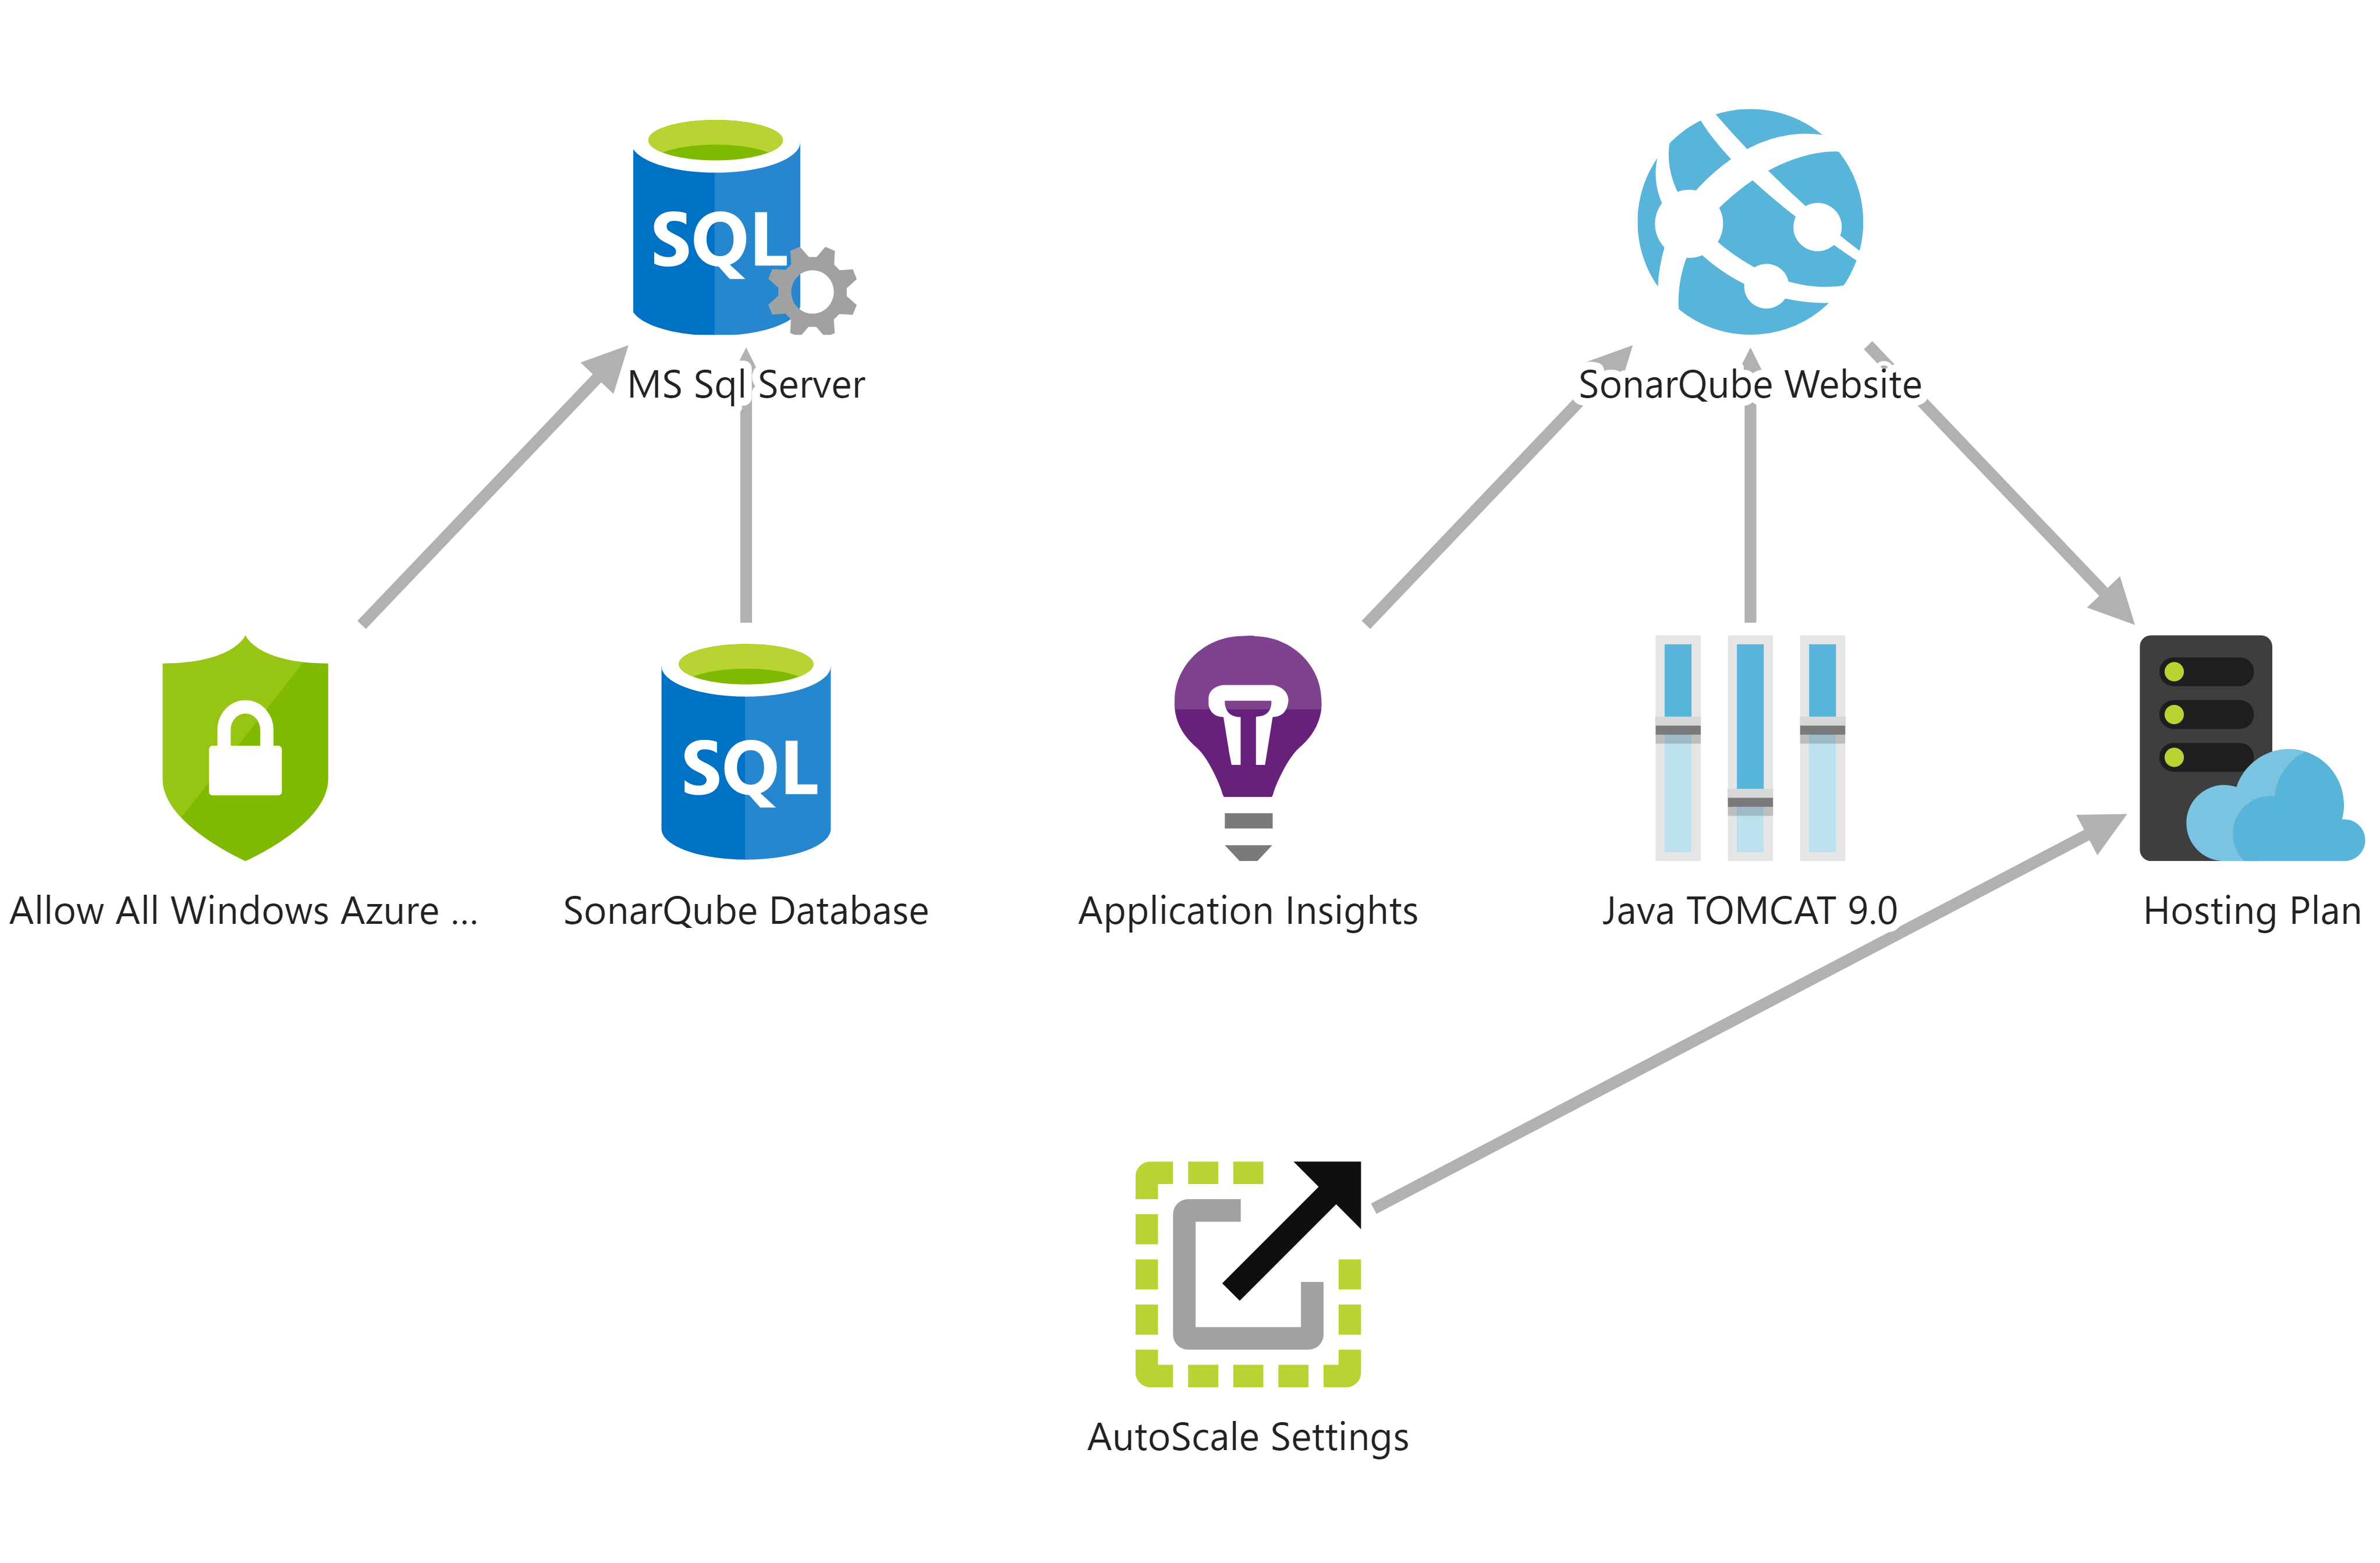 SQL
MS Sql Server
SonarQube Website
SQL
Allow All Windows Azure ...
SonarQube Database
Application Insights
Java TOMCAT 9.0
Hosting Plan
AutoScale Settings